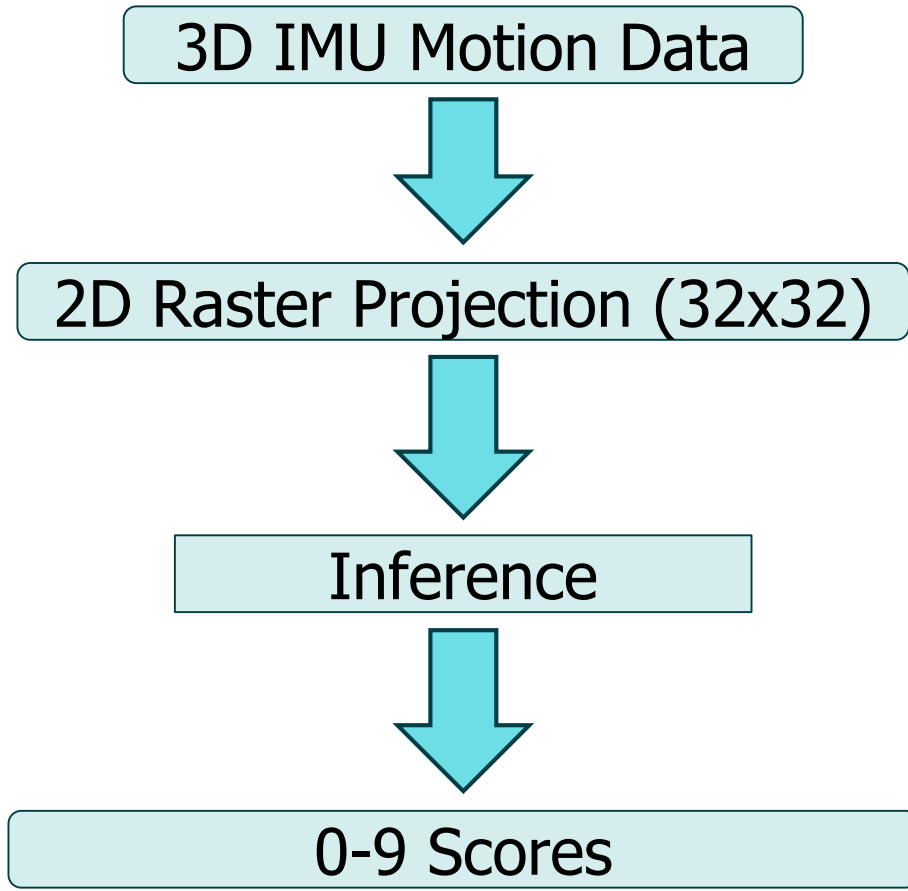 3D IMU Motion Data
2D Raster Projection (32x32)
Inference
0-9 Scores